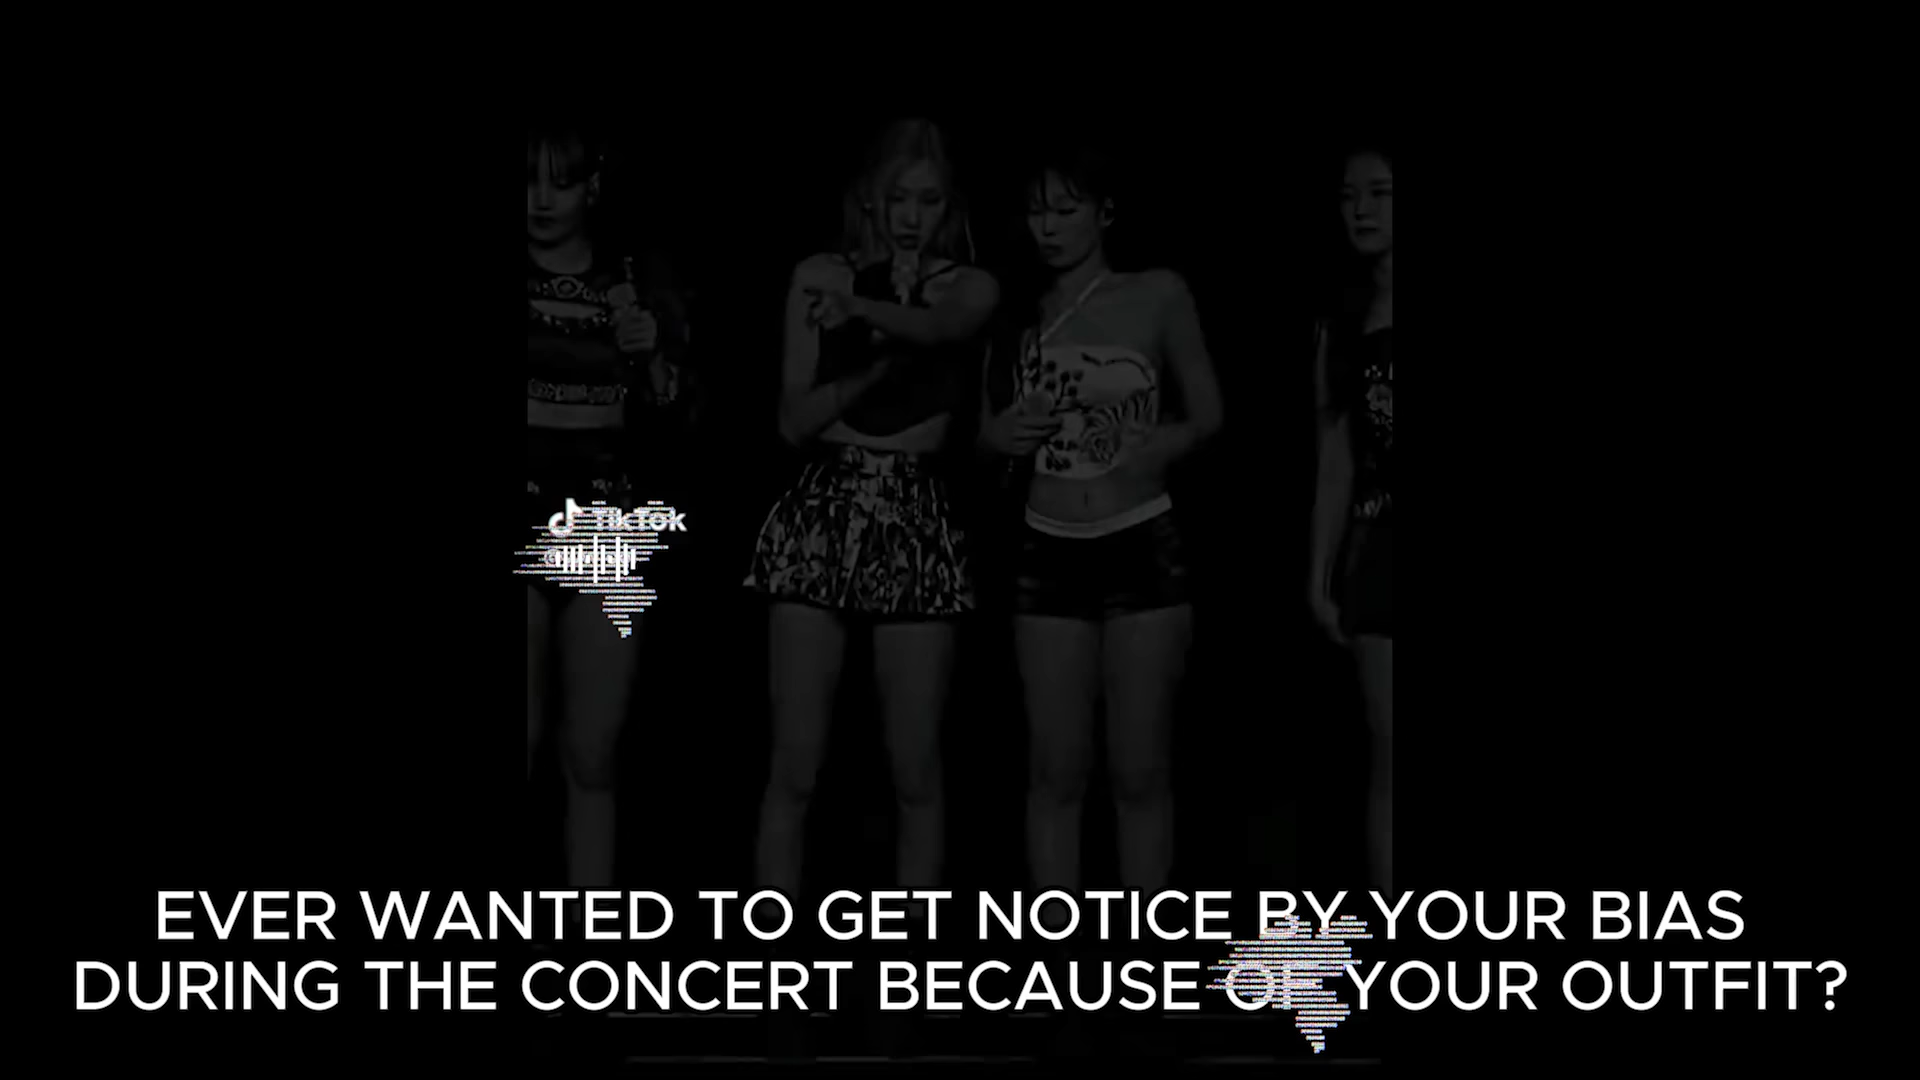 TikTok
EVER WANTED TO GET NOTICE BY YOUR BIAS
DURING THE CONCERT BECAUSE OF YOUR OUTFIT?